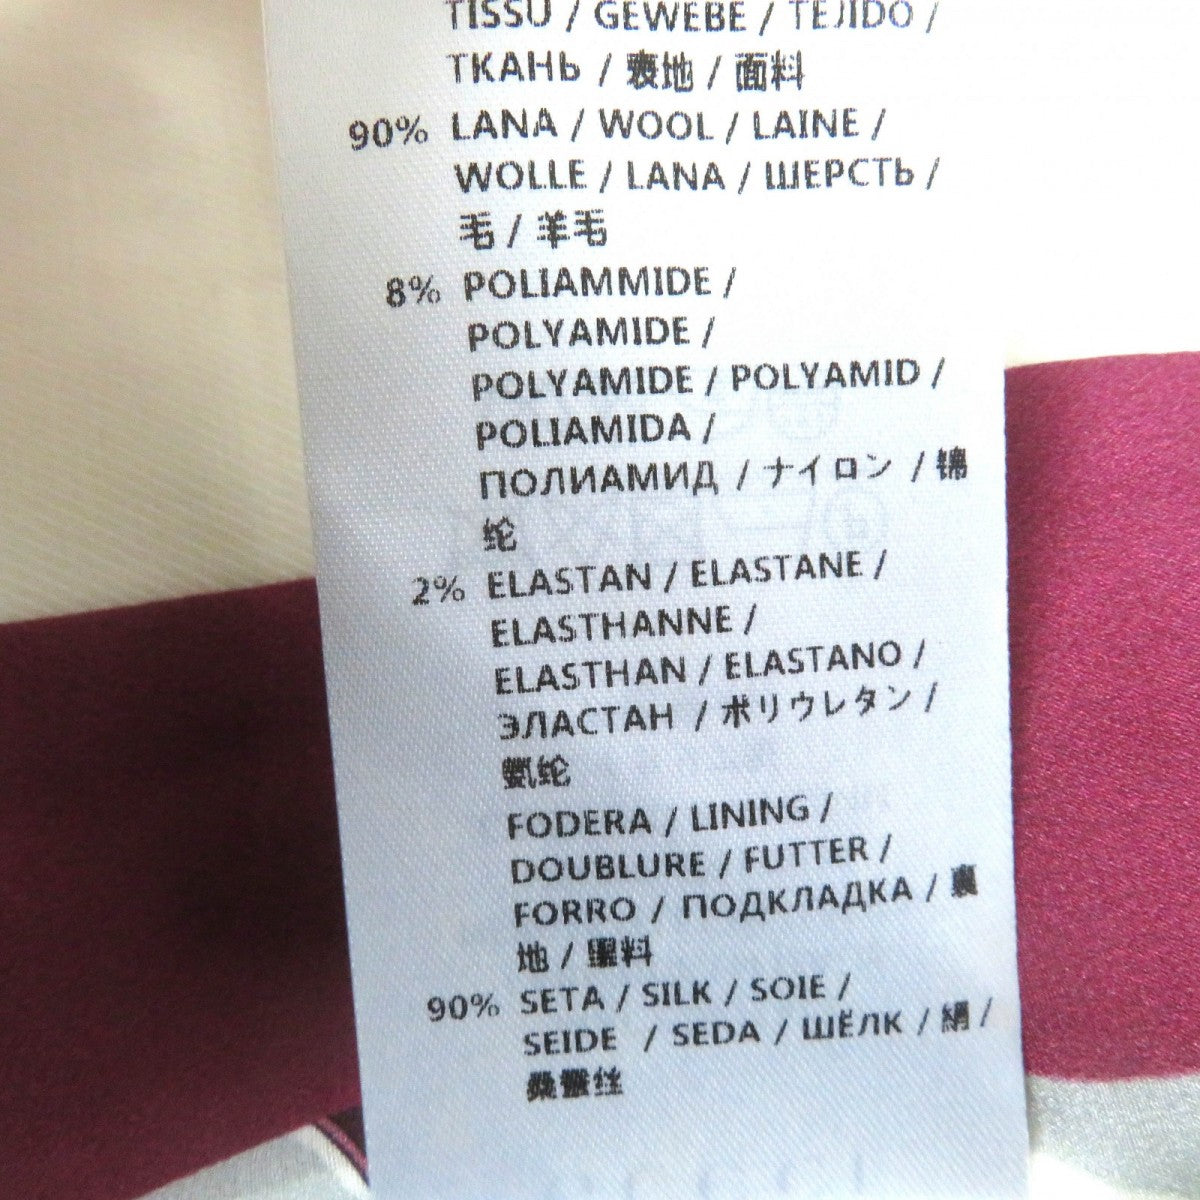 TISSU / GEWEBE / TEJIDO /
ТКАНЬ / 表地 / 面料
90% LANA / WOOL / LAINE /
WOLLE / LANA / ШЕРСТЬ /
毛 / 羊毛
8% POLIAMMIDE /
POLYAMIDE /
POLYAMIDE / POLYAMID /
POLIAMIDA /
ПОЛИАМИД / ナイロン / 锦
纶
2% ELASTAN / ELASTANE /
ELASTHANNE /
ELASTHAN / ELASTANO /
ЭЛАСТАН / ポリウレタン /
氨纶
FODERA / LINING /
DOUBLURE / FUTTER /
FORRO / ПОДКЛАДКА / 裏
地 / 里料
90% SETA / SILK / SOIE /
SEIDE / SEDA / ШЁЛК / 絹 /
桑蚕丝